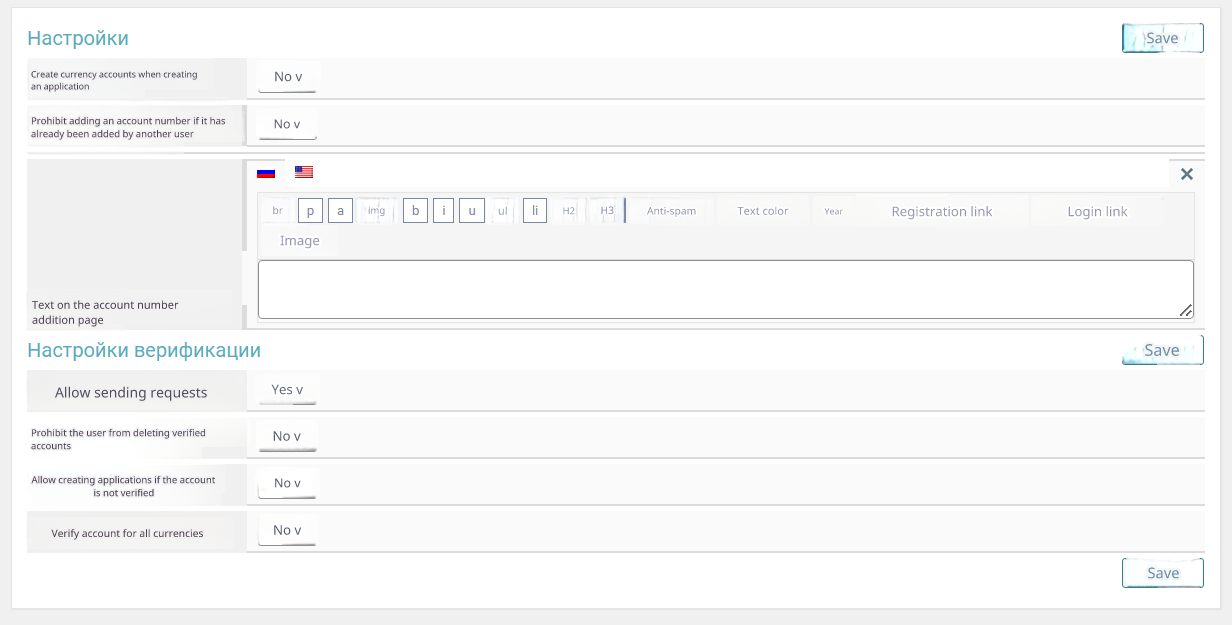 Настройки
Save
Create currency accounts when creating
an application
No v
Prohibit adding an account number if it has
already been added by another user
No v
br p a img b i u ul li H2 H3 Anti-spam Text color Year Registration link Login link
Image
Text on the account number
addition page
Настройки верификации
Save
Allow sending requests
Yes v
Prohibit the user from deleting verified
accounts
No v
Allow creating applications if the account
is not verified
No v
Verify account for all currencies
No v
Save